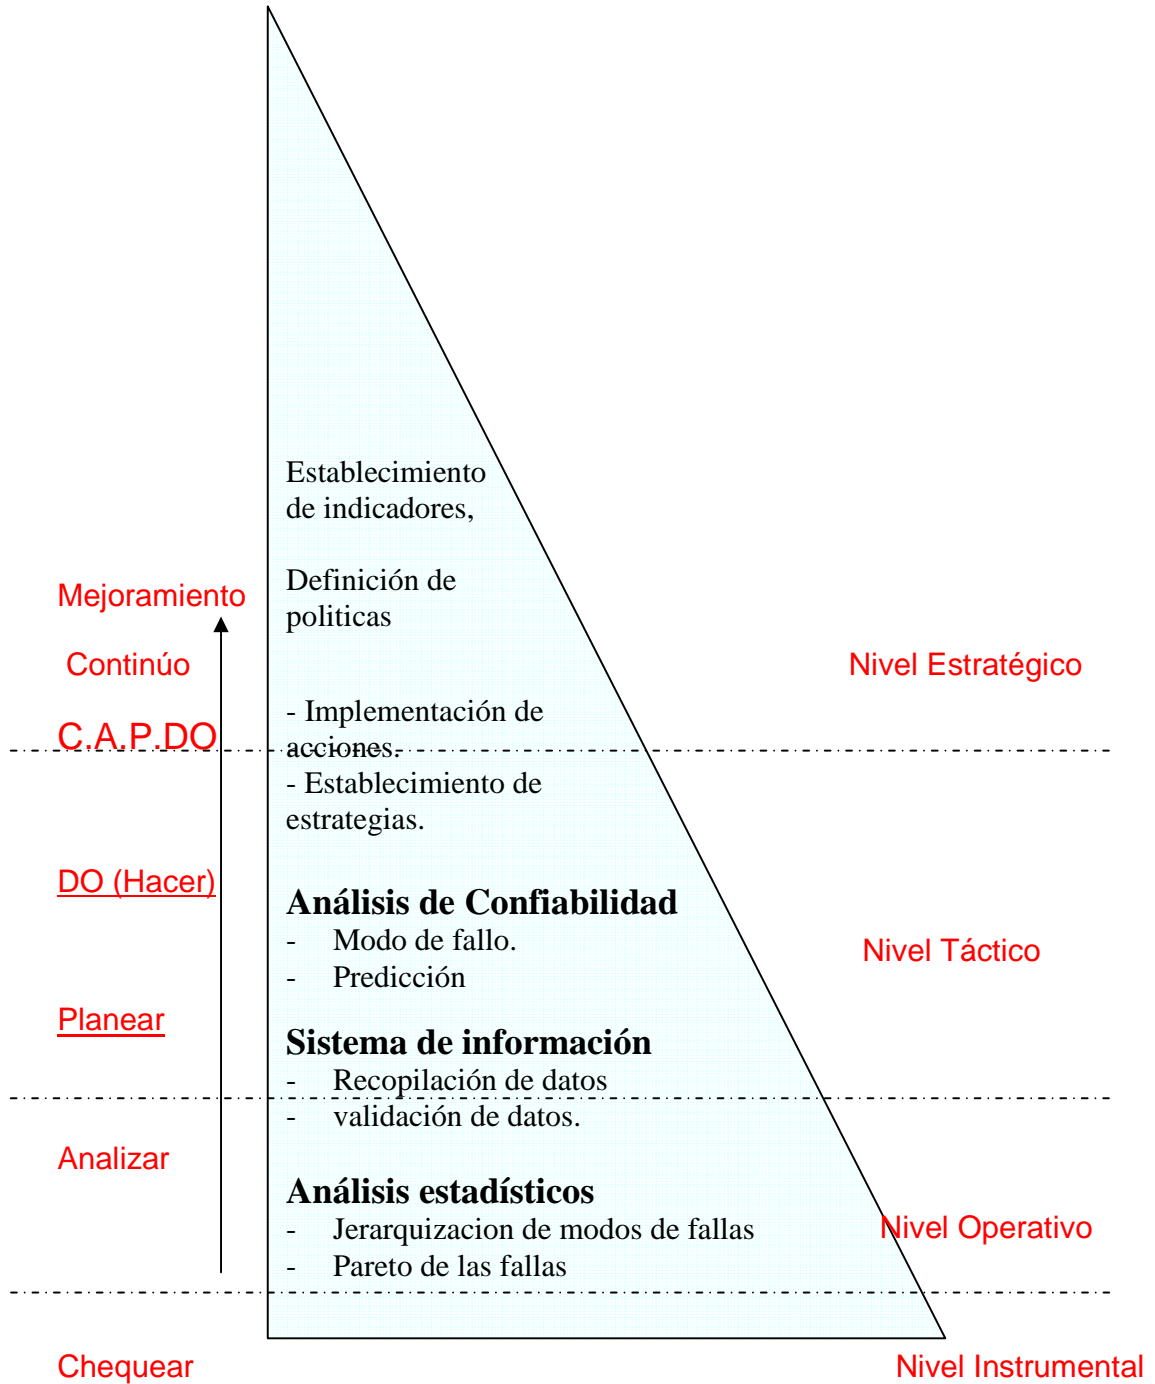 Establecimiento
de indicadores,
Definición de
politicas
Mejoramiento
Continúo
Nivel Estratégico
- Implementación de
C.A.P.DO
acciones.
- Establecimiento de
estrategias.
DO (Hacer)
Análisis de Confiabilidad
- Modo de fallo.
- Predicción
Nivel Táctico
Planear
Sistema de información
- Recopilación de datos
- validación de datos.
Analizar
Análisis estadísticos
- Jerarquizacion de modos de fallas
- Pareto de las fallas
Nivel Operativo
Chequear
Nivel Instrumental